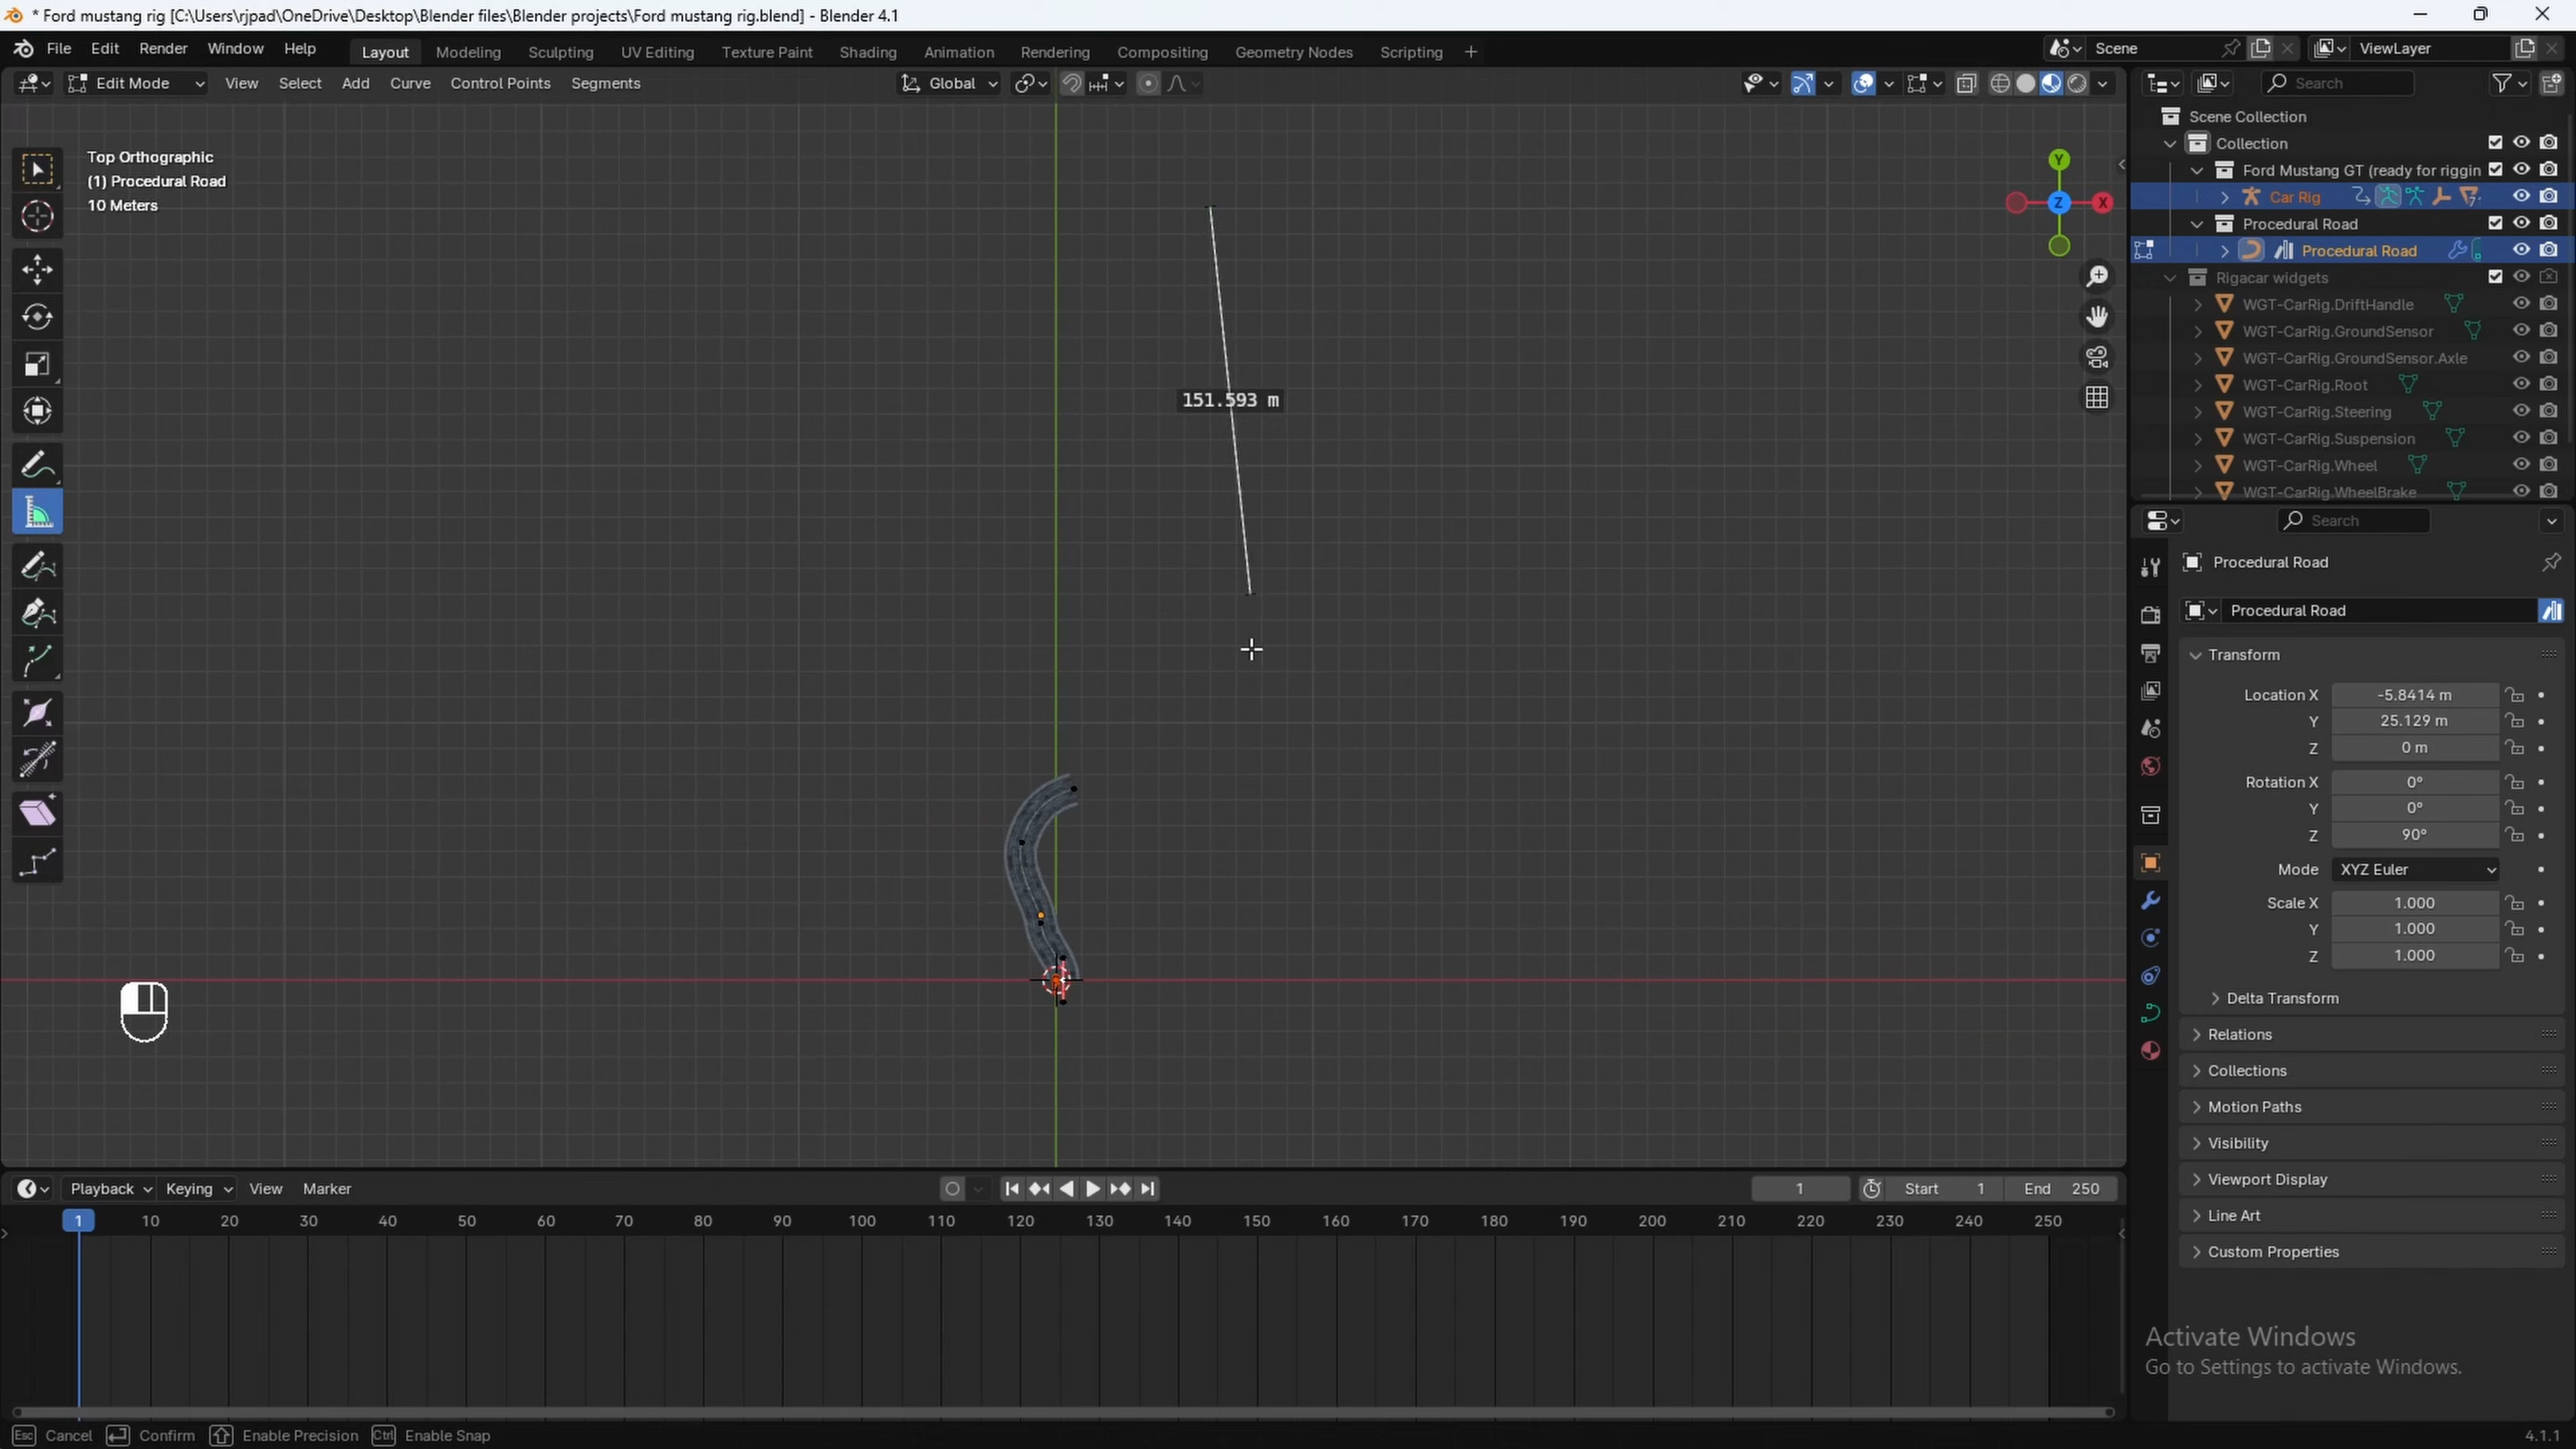 * Ford mustang rig [C:\Users\rjpad\OneDrive\Desktop\Blender files\Blender projects\Ford mustang rig.blend] - Blender 4.1
File Edit Render Window Help Layout Modeling Sculpting UV Editing Texture Paint Shading Animation Rendering Compositing Geometry Nodes Scripting + Scene ViewLayer
Edit Mode View Select Add Curve Control Points Segments Global Search
Top Orthographic
(1) Procedural Road
10 Meters
151.593 m
Y
Z
X
Scene Collection
Collection
Ford Mustang GT (ready for riggin
Car Rig
Procedural Road
Procedural Road
Rigacar widgets
WGT-CarRig.DriftHandle
WGT-CarRig.GroundSensor
WGT-CarRig.GroundSensor.Axle
WGT-CarRig.Root
WGT-CarRig.Steering
WGT-CarRig.Suspension
WGT-CarRig.Wheel
WGT-CarRig.WheelBrake
Search
Procedural Road
Procedural Road
Transform
Location X -5.8414 m
Y 25.129 m
Z 0 m
Rotation X 0°
Y 0°
Z 90°
Mode XYZ Euler
Scale X 1.000
Y 1.000
Z 1.000
Delta Transform
Relations
Collections
Motion Paths
Visibility
Viewport Display
Line Art
Custom Properties
Activate Windows
Go to Settings to activate Windows.
Playback Keying View Marker 1 Start 1 End 250
1 10 20 30 40 50 60 70 80 90 100 110 120 130 140 150 160 170 180 190 200 210 220 230 240 250
Esc Cancel Confirm Enable Precision Ctrl Enable Snap 4.1.1